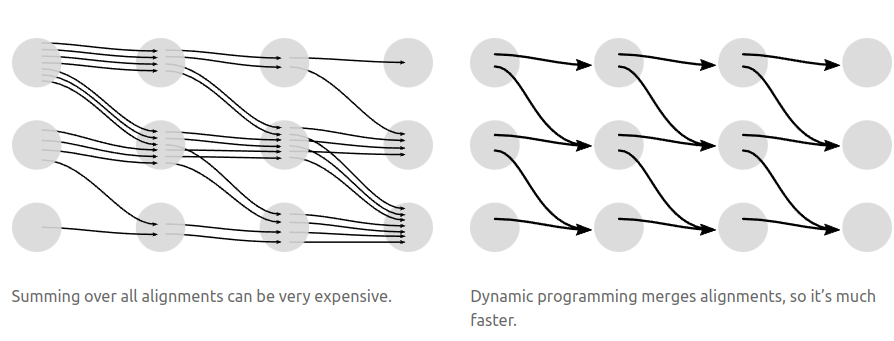 Summing over all alignments can be very expensive.
Dynamic programming merges alignments, so it’s much
faster.